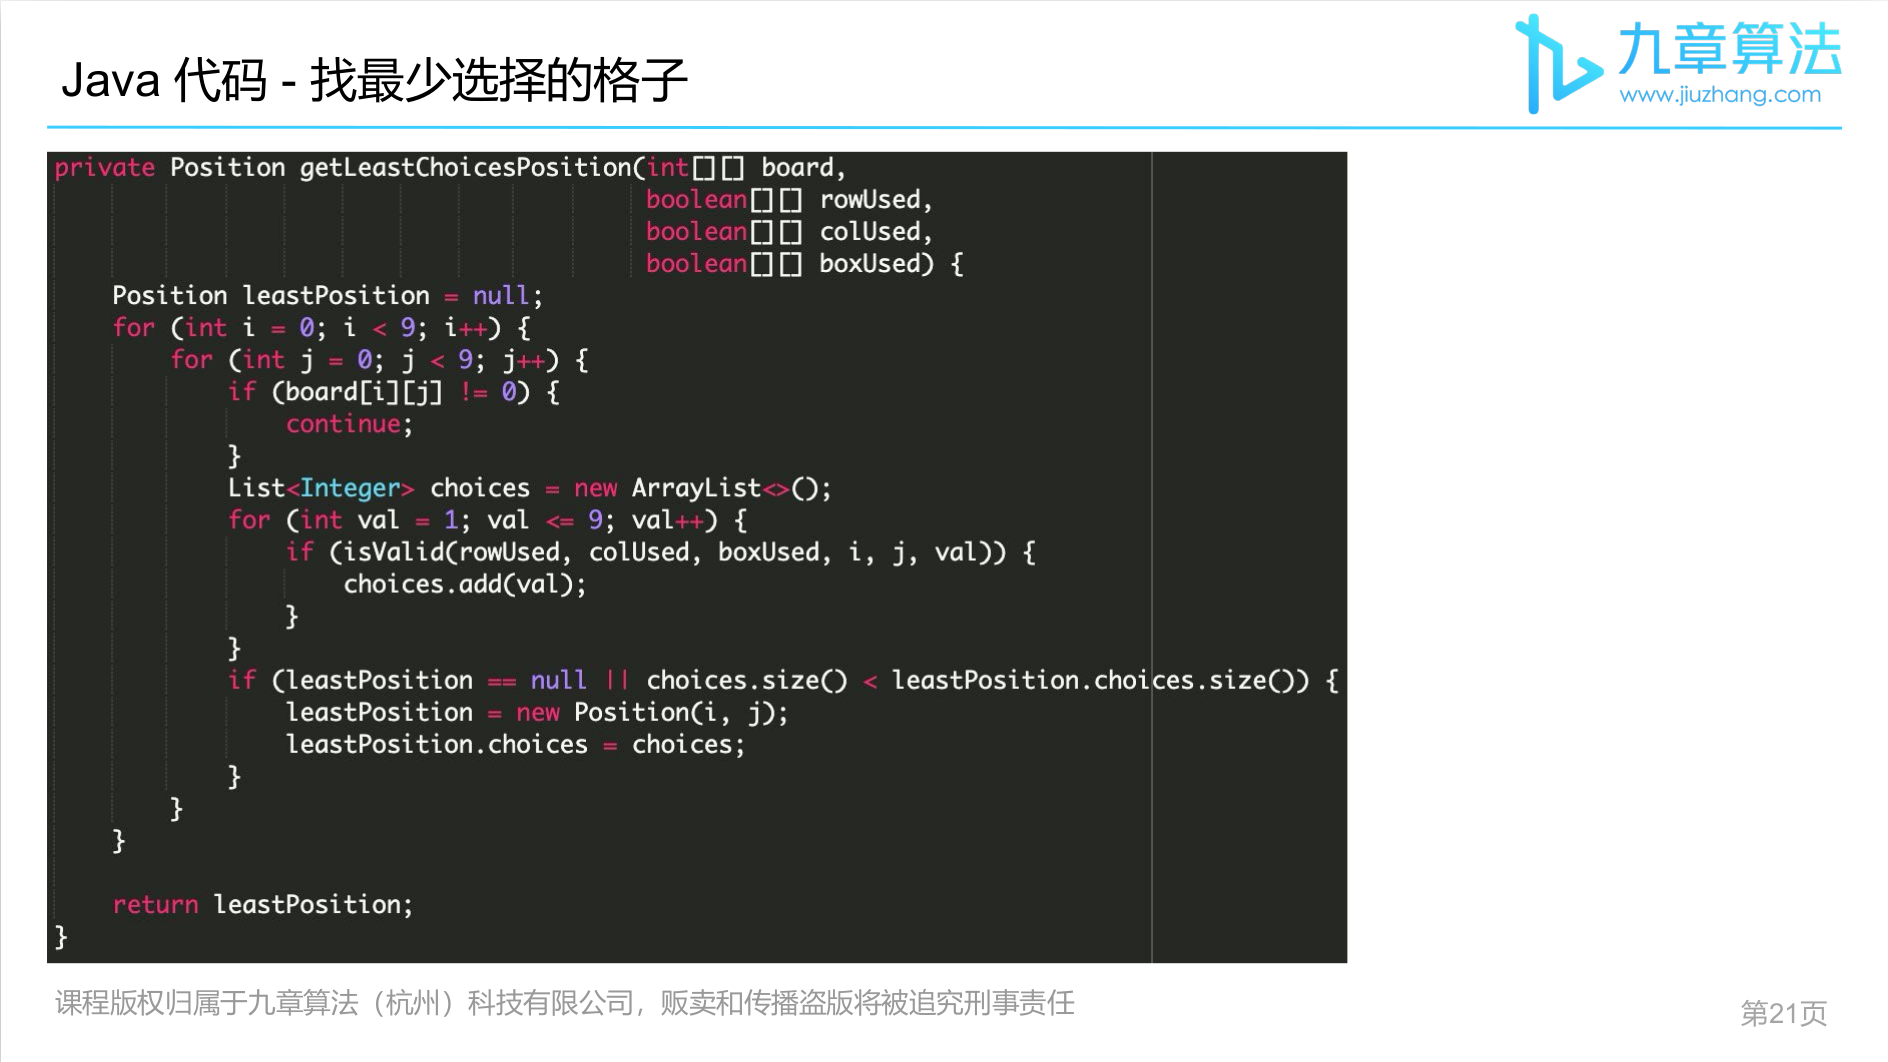 Java 代码 - 找最少选择的格子
九章算法
www.jiuzhang.com
private Position getLeastChoicesPosition(int[][] board,
                                         boolean[][] rowUsed,
                                         boolean[][] colUsed,
                                         boolean[][] boxUsed) {
    Position leastPosition = null;
    for (int i = 0; i < 9; i++) {
        for (int j = 0; j < 9; j++) {
            if (board[i][j] != 0) {
                continue;
            }
            List<Integer> choices = new ArrayList<>();
            for (int val = 1; val <= 9; val++) {
                if (isValid(rowUsed, colUsed, boxUsed, i, j, val)) {
                    choices.add(val);
                }
            }
            if (leastPosition == null || choices.size() < leastPosition.choices.size()) {
                leastPosition = new Position(i, j);
                leastPosition.choices = choices;
            }
        }
    }
    return leastPosition;
}
课程版权归属于九章算法（杭州）科技有限公司，贩卖和传播盗版将被追究刑事责任
第21页